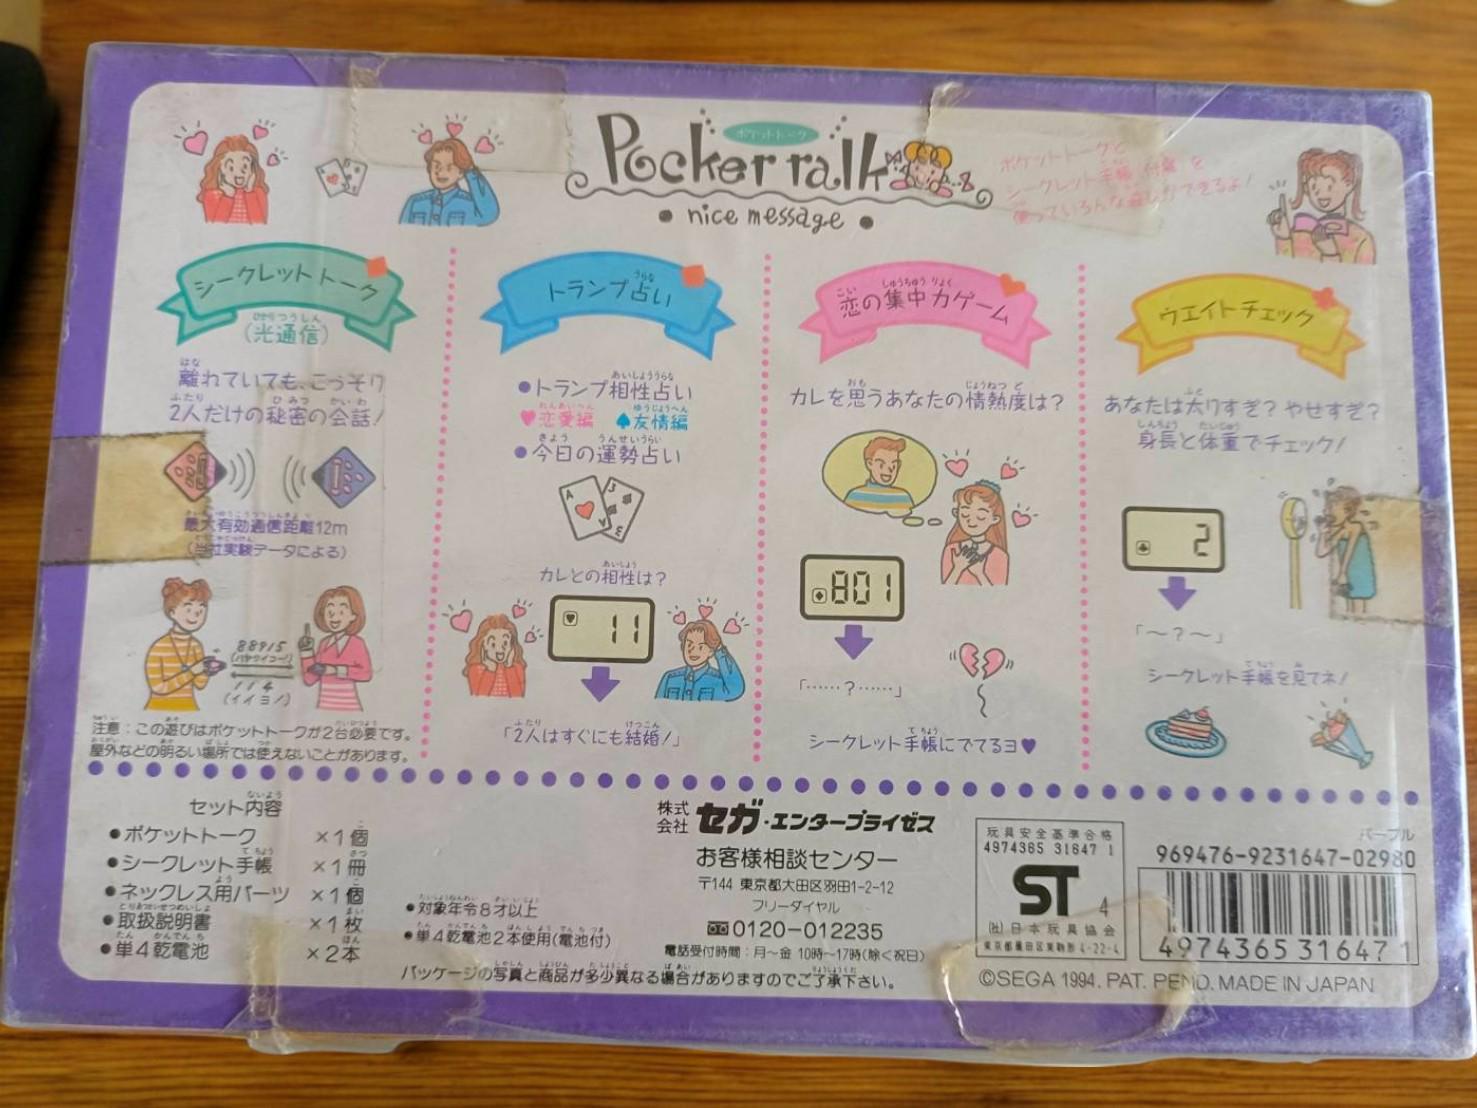 ポケットトーク
Pocket Talk
• nice message •
ポケットトークと
シークレット手帳(付属)を
使っていろんな楽しみができるよ!
シークレットトーク
(光通信)
離れていても、こっそり
2人だけの秘密の会話!
最大有効通信距離12m
(当社実験データによる)
88915
(ハヤクイコー!)
114
(イイヨ!)
注意:この遊びはポケットトークが2台必要です。
屋外などの明るい場所では使えないことがあります。
トランプ占い
●トランプ相性占い
♥恋愛編 ♠友情編
●今日の運勢占い
A
J
カレとの相性は?
♥ 11
「2人はすぐにも結婚!」
恋の集中力ゲーム
カレを思うあなたの情熱度は?
♦801
「……?……」
シークレット手帳にでてるヨ♥
ウエイトチェック
あなたは太りすぎ?やせすぎ?
身長と体重でチェック!
♣ 2
「〜?〜」
シークレット手帳を見てネ!
セット内容
●ポケットトーク ×1個
●シークレット手帳 ×1冊
●ネックレス用パーツ ×1個
●取扱説明書 ×1枚
●単4乾電池 ×2本
●対象年令8才以上
●単4乾電池2本使用(電池付)
パッケージの写真と商品が多少異なる場合がありますのでご了承下さい。
株式会社 セガ・エンタープライゼス
お客様相談センター
〒144 東京都大田区羽田1-2-12
フリーダイヤル
0120-012235
電話受付時間:月〜金 10時〜17時(除く祝日)
玩具安全基準合格
4974365 31647 1
ST 4
(社)日本玩具協会
東京都墨田区東駒形4-22-4
パープル
969476-9231647-02980
4974365316471
©SEGA 1994. PAT. PEND. MADE IN JAPAN